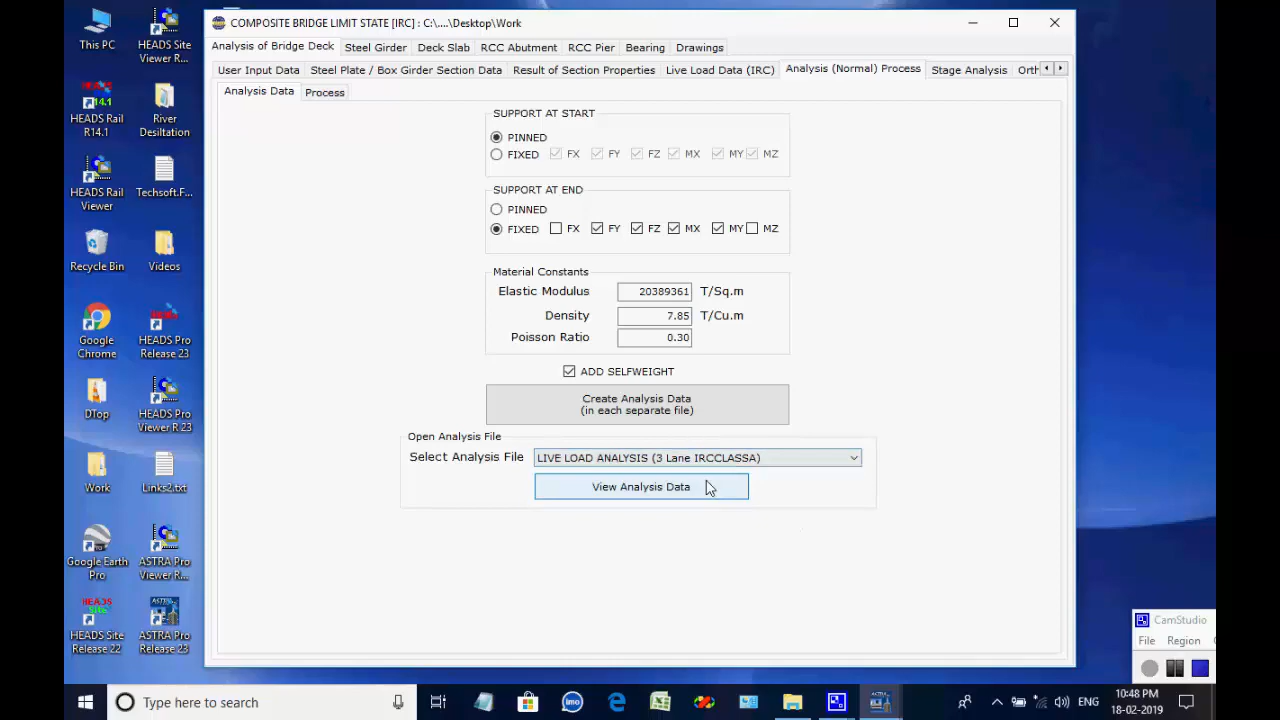 COMPOSITE BRIDGE LIMIT STATE [IRC] : C:\....\Desktop\Work
Analysis of Bridge Deck Steel Girder Deck Slab RCC Abutment RCC Pier Bearing Drawings
User Input Data Steel Plate / Box Girder Section Data Result of Section Properties Live Load Data (IRC) Analysis (Normal) Process Stage Analysis Orth
Analysis Data Process
SUPPORT AT START
PINNED
FIXED FX FY FZ MX MY MZ
SUPPORT AT END
PINNED
FIXED FX FY FZ MX MY MZ
Material Constants
Elastic Modulus 20389361 T/Sq.m
Density 7.85 T/Cu.m
Poisson Ratio 0.30
ADD SELFWEIGHT
Create Analysis Data
(in each separate file)
Open Analysis File
Select Analysis File LIVE LOAD ANALYSIS (3 Lane IRCCLASSA)
View Analysis Data
This PC
HEADS Site
Viewer R...
14.1
HEADS Rail
R14.1
River
Desiltation
HEADS Rail
Viewer
Techsoft.F...
Recycle Bin
Videos
Google
Chrome
HEADS Pro
Release 23
DTop
HEADS Pro
Viewer R 23
Work
Links2.txt
Google Earth
Pro
ASTRA Pro
Viewer R...
HEADS
Site
HEADS Site
Release 22
ASTRA Pro
Release 23
CamStudio
File Region
Type here to search
imo
ENG
10:48 PM
18-02-2019